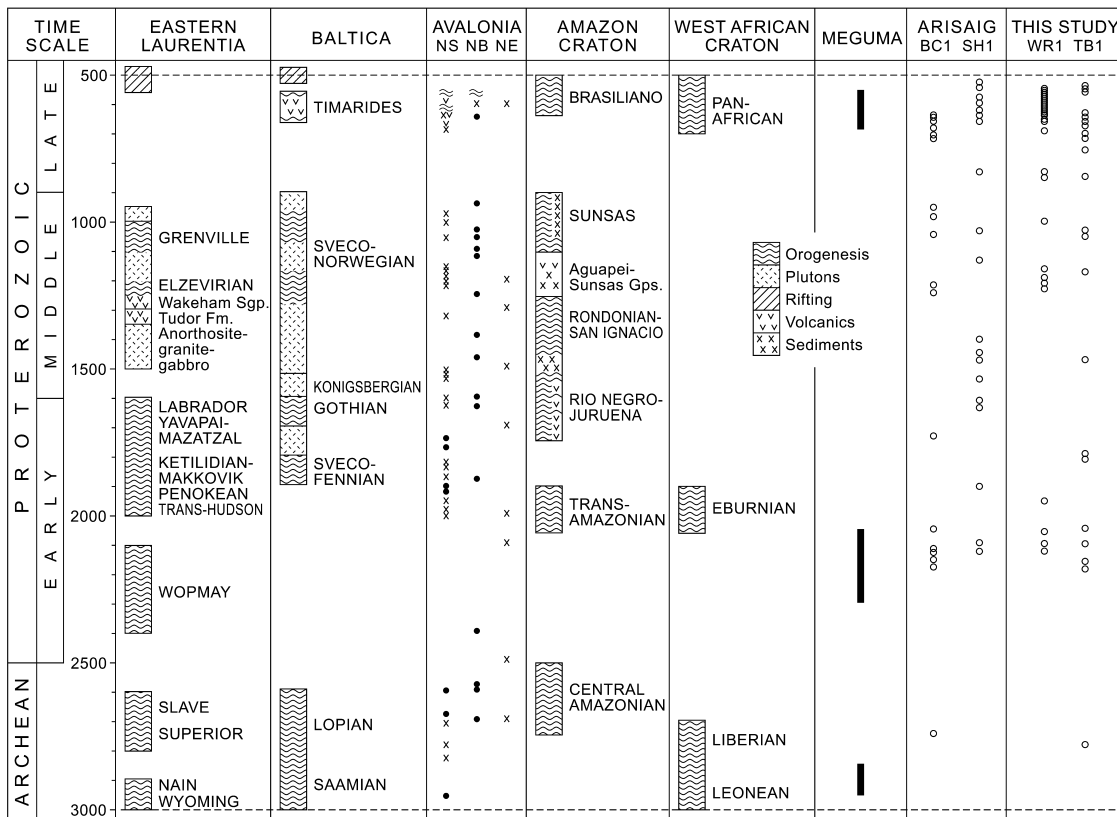 TIME SCALE
EASTERN LAURENTIA
BALTICA
AVALONIA
NS NB NE
AMAZON CRATON
WEST AFRICAN CRATON
MEGUMA
ARISAIG
BC1 SH1
THIS STUDY
WR1 TB1
PROTEROZOIC
ARCHEAN
LATE
MIDDLE
EARLY
500
1000
1500
2000
2500
3000
GRENVILLE
ELZEVIRIAN
Wakeham Sgp.
Tudor Fm.
Anorthosite-
granite-
gabbro
LABRADOR
YAVAPAI-
MAZATZAL
KETILIDIAN-
MAKKOVIK
PENOKEAN
TRANS-HUDSON
WOPMAY
SLAVE
SUPERIOR
NAIN
WYOMING
TIMARIDES
SVECO-
NORWEGIAN
KONIGSBERGIAN
GOTHIAN
SVECO-
FENNIAN
LOPIAN
SAAMIAN
BRASILIANO
SUNSAS
Aguapei-
Sunsas Gps.
RONDONIAN-
SAN IGNACIO
RIO NEGRO-
JURUENA
TRANS-
AMAZONIAN
CENTRAL
AMAZONIAN
PAN-
AFRICAN
EBURNIAN
LIBERIAN
LEONEAN
Orogenesis
Plutons
Rifting
Volcanics
Sediments